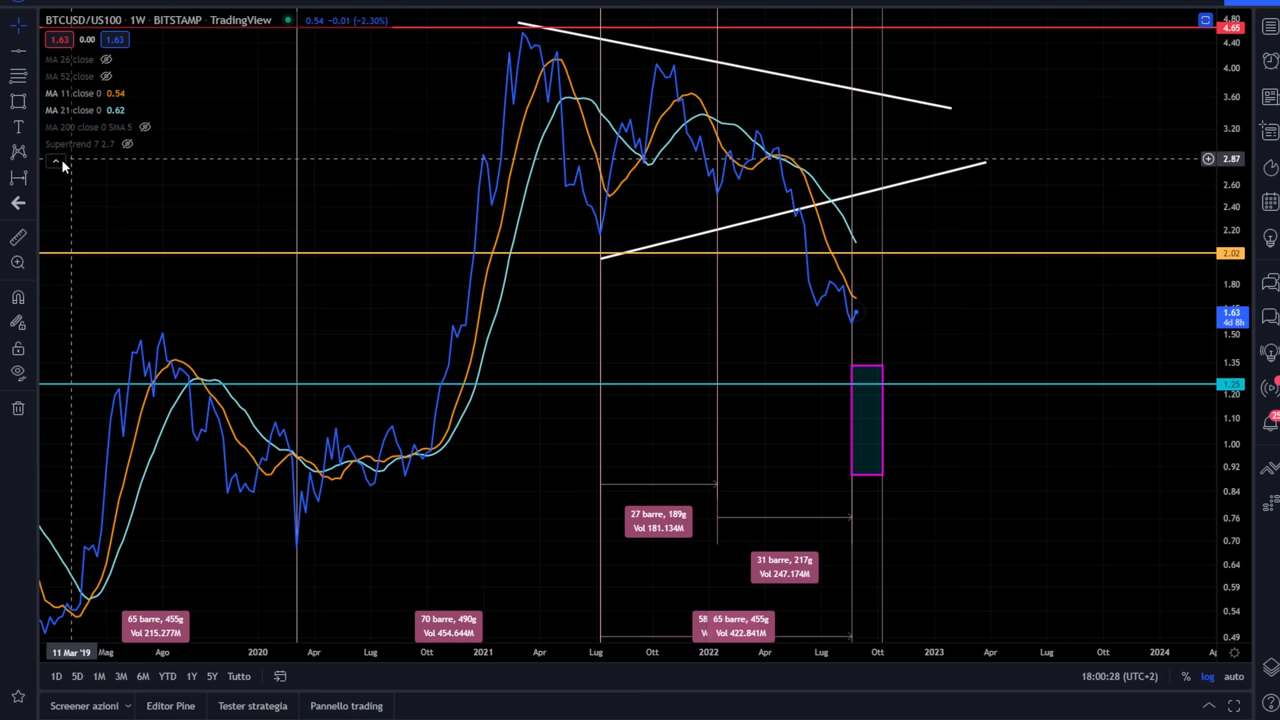 BTCUSD/US100 · 1W · BITSTAMP · TradingView
0.54 −0.01 (−2.30%)
1.63 0.00 1.63
MA 26 close
MA 52 close
MA 11 close 0 0.54
MA 21 close 0 0.62
MA 200 close 0 SMA 5
Supertrend 7 2.7
4.80
4.65
4.40
4.00
3.60
3.20
2.87
2.60
2.40
2.20
2.02
1.80
1.63
4d 8h
1.50
1.35
1.25
1.20
1.10
1.00
0.92
0.84
0.76
0.70
0.64
0.59
0.54
0.49
27 barre, 189g
Vol 181.134M
31 barre, 217g
Vol 247.174M
65 barre, 455g
Vol 215.277M
70 barre, 490g
Vol 454.644M
58
65 barre, 455g
Vol 422.841M
11 Mar '19 Mag Ago 2020 Apr Lug Ott 2021 Apr Lug Ott 2022 Apr Lug Ott 2023 Apr Lug Ott 2024
1D 5D 1M 3M 6M YTD 1Y 5Y Tutto
18:00:28 (UTC+2) % log auto
Screener azioni Editor Pine Tester strategia Pannello trading